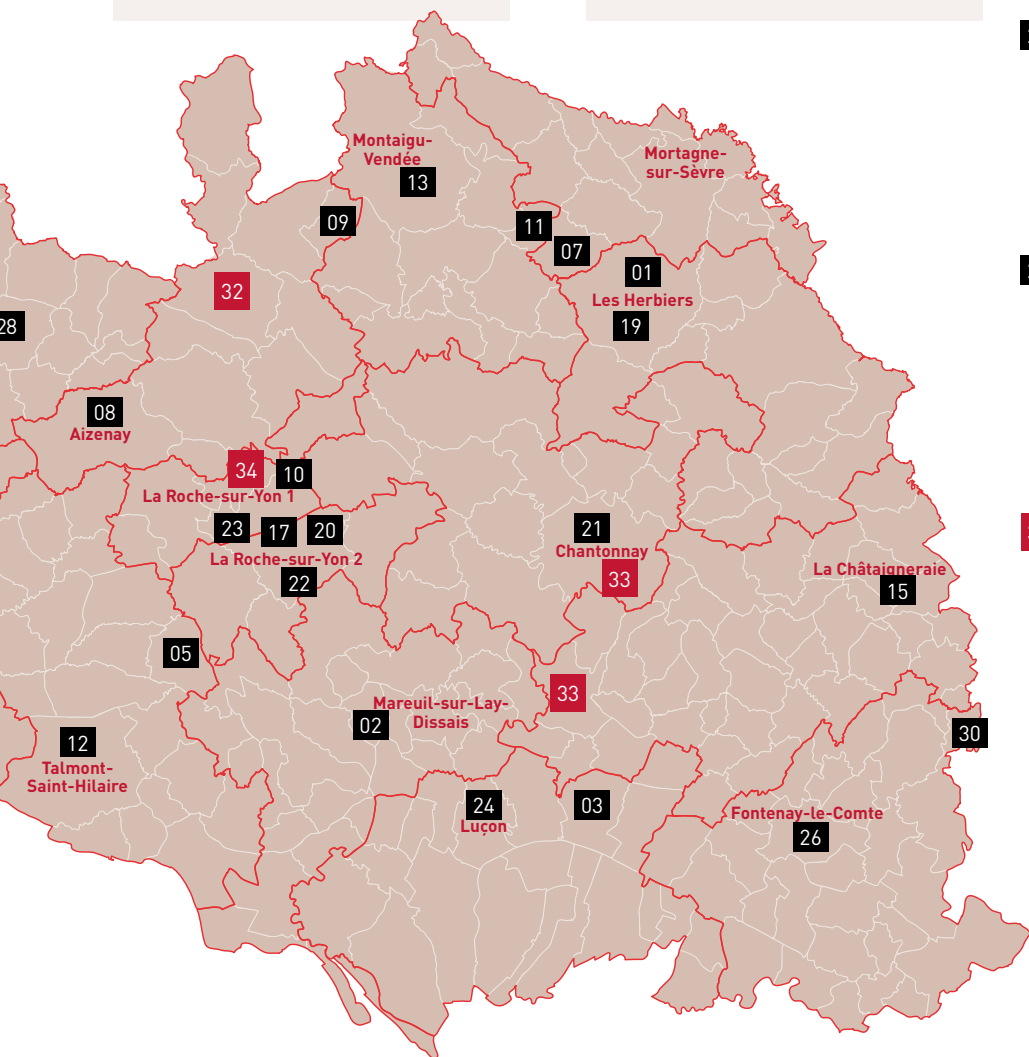 Montaigu-
Vendée
13
Mortagne-
sur-Sèvre
09
11
07
01
Les Herbiers
19
32
28
08
Aizenay
34
10
La Roche-sur-Yon 1
23
17
20
La Roche-sur-Yon 2
22
21
Chantonnay
33
La Châtaigneraie
15
05
33
Mareuil-sur-Lay-
Dissais
02
12
Talmont-
Saint-Hilaire
30
24
Luçon
03
Fontenay-le-Comte
26